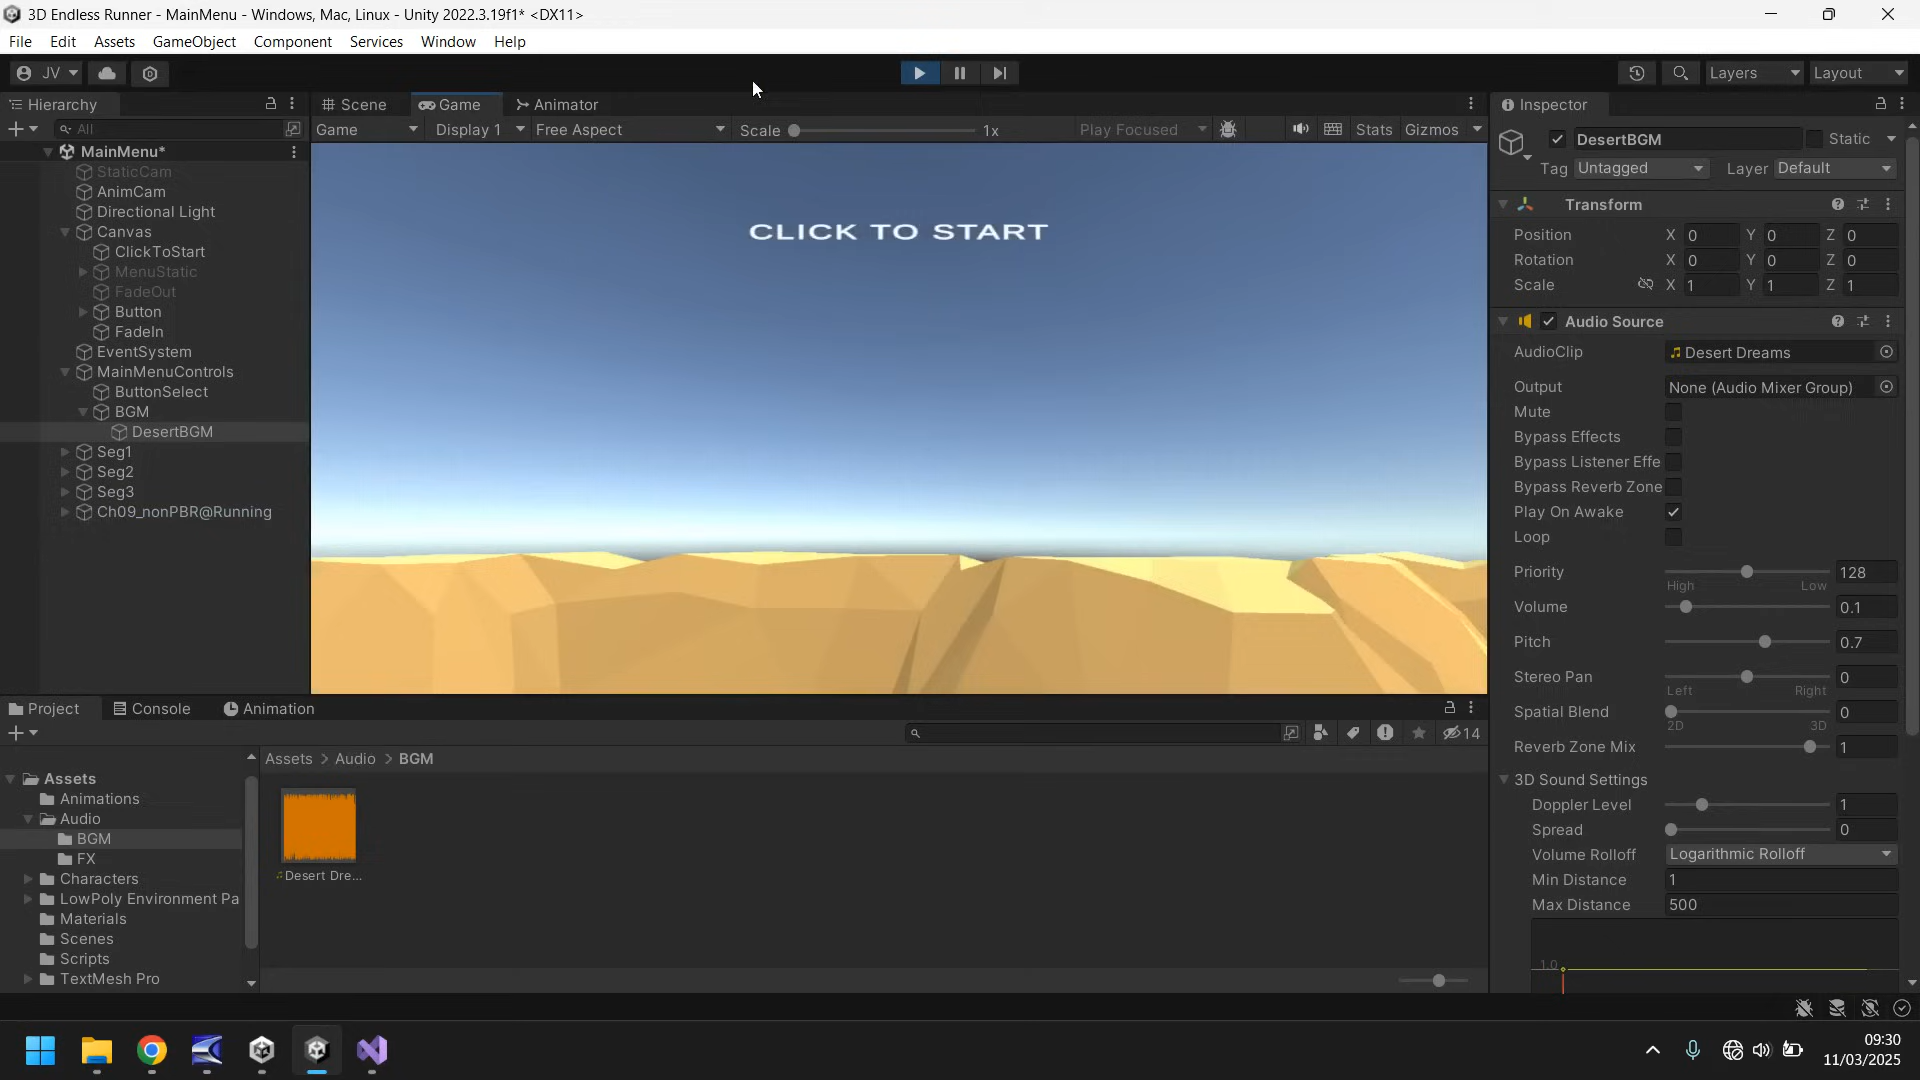 3D Endless Runner - MainMenu - Windows, Mac, Linux - Unity 2022.3.19f1* <DX11>
File Edit Assets GameObject Component Services Window Help
JV Layers Layout
Hierarchy Scene Game Animator Inspector
All Game Display 1 Free Aspect Scale 1x Play Focused Stats Gizmos
MainMenu*
StaticCam
AnimCam
Directional Light
Canvas
ClickToStart
MenuStatic
FadeOut
Button
FadeIn
EventSystem
MainMenuControls
ButtonSelect
BGM
DesertBGM
Seg1
Seg2
Seg3
Ch09_nonPBR@Running
CLICK TO START
DesertBGM Static
Tag Untagged Layer Default
Transform
Position X 0 Y 0 Z 0
Rotation X 0 Y 0 Z 0
Scale X 1 Y 1 Z 1
Audio Source
AudioClip Desert Dreams
Output None (Audio Mixer Group)
Mute
Bypass Effects
Bypass Listener Effe
Bypass Reverb Zone
Play On Awake
Loop
Priority 128
High Low
Volume 0.1
Pitch 0.7
Stereo Pan 0
Left Right
Spatial Blend 0
2D 3D
Reverb Zone Mix 1
3D Sound Settings
Doppler Level 1
Spread 0
Volume Rolloff Logarithmic Rolloff
Min Distance 1
Max Distance 500
1.0
Project Console Animation
14
Assets
Animations
Audio
BGM
FX
Characters
LowPoly Environment Pa
Materials
Scenes
Scripts
TextMesh Pro
Assets > Audio > BGM
Desert Dre...
09:30
11/03/2025